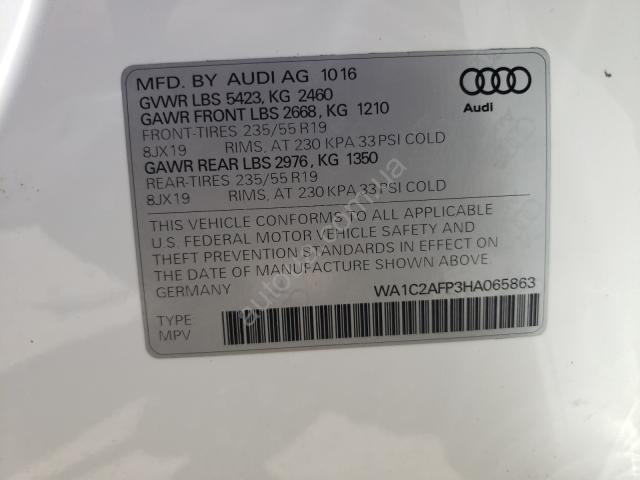 MFD. BY AUDI AG 1016
GVWR LBS 5423, KG 2460
GAWR FRONT LBS 2668, KG 1210
FRONT-TIRES 235/55 R19
8JX19 RIMS, AT 230 KPA 33 PSI COLD
GAWR REAR LBS 2976, KG 1350
REAR-TIRES 235/55 R19
8JX19 RIMS, AT 230 KPA 33 PSI COLD
Audi
THIS VEHICLE CONFORMS TO ALL APPLICABLE
U.S. FEDERAL MOTOR VEHICLE SAFETY AND
THEFT PREVENTION STANDARDS IN EFFECT ON
THE DATE OF MANUFACTURE SHOWN ABOVE.
GERMANY WA1C2AFP3HA065863
TYPE
MPV